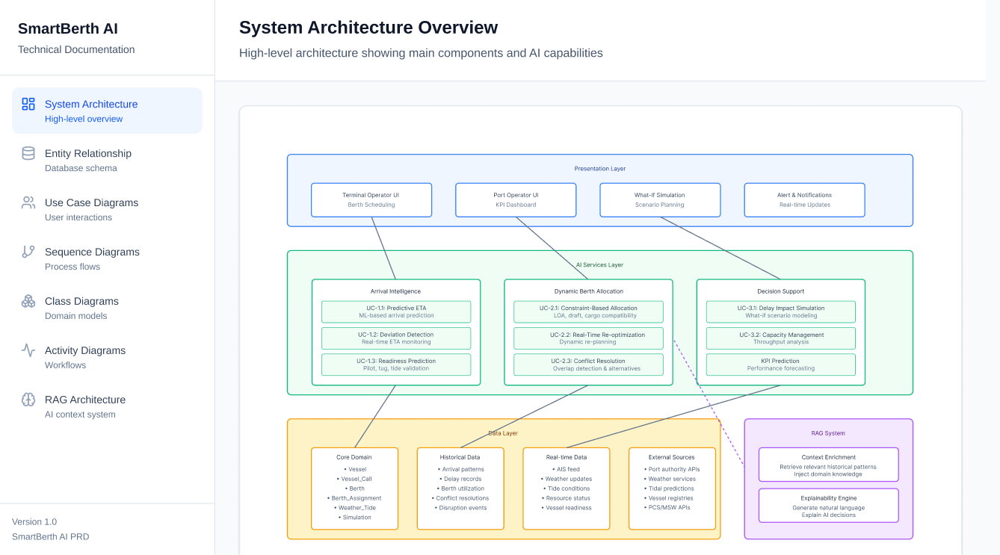 SmartBerth AI
Technical Documentation
System Architecture
High-level overview
Entity Relationship
Database schema
Use Case Diagrams
User interactions
Sequence Diagrams
Process flows
Class Diagrams
Domain models
Activity Diagrams
Workflows
RAG Architecture
AI context system
Version 1.0
SmartBerth AI PRD
System Architecture Overview
High-level architecture showing main components and AI capabilities
Presentation Layer
Terminal Operator UI
Berth Scheduling
Port Operator UI
KPI Dashboard
What-If Simulation
Scenario Planning
Alert & Notifications
Real-time Updates
AI Services Layer
Arrival Intelligence
UC-1.1: Predictive ETA
ML-based arrival prediction
UC-1.2: Deviation Detection
Real-time ETA monitoring
UC-1.3: Readiness Prediction
Pilot, tug, tide validation
Dynamic Berth Allocation
UC-2.1: Constraint-Based Allocation
LOA, draft, cargo compatibility
UC-2.2: Real-Time Re-optimization
Dynamic re-planning
UC-2.3: Conflict Resolution
Overlap detection & alternatives
Decision Support
UC-3.1: Delay Impact Simulation
What-if scenario modeling
UC-3.2: Capacity Management
Throughput analysis
KPI Prediction
Performance forecasting
Data Layer
Core Domain
• Vessel
• Vessel_Call
• Berth
• Berth_Assignment
• Weather_Tide
• Simulation
Historical Data
• Arrival patterns
• Delay records
• Berth utilization
• Conflict resolutions
• Disruption events
Real-time Data
• AIS feed
• Weather updates
• Tide conditions
• Resource status
• Vessel readiness
External Sources
• Port authority APIs
• Weather services
• Tidal predictions
• Vessel registries
• PCS/MSW APIs
RAG System
Context Enrichment
Retrieve relevant historical patterns
Inject domain knowledge
Explainability Engine
Generate natural language
Explain AI decisions